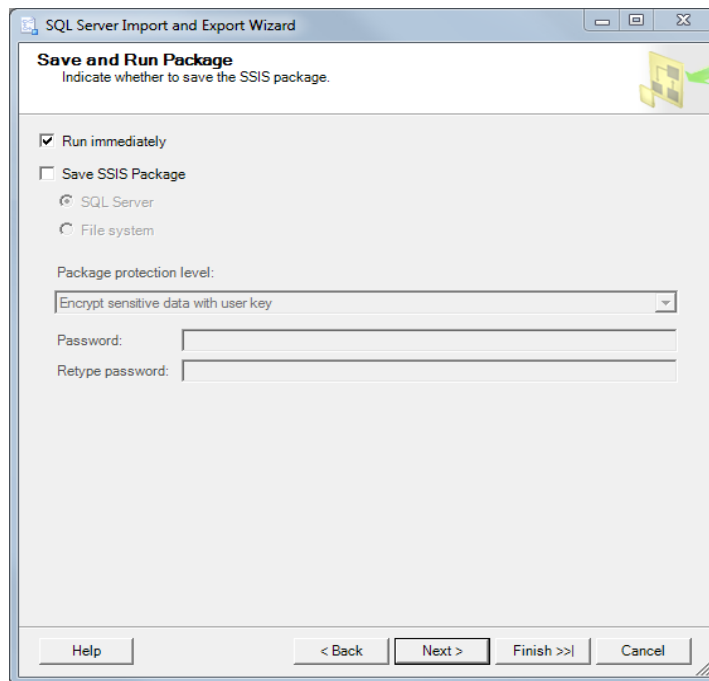 SQL Server Import and Export Wizard
Save and Run Package
Indicate whether to save the SSIS package.
Run immediately
Save SSIS Package
SQL Server
File system
Package protection level:
Encrypt sensitive data with user key
Password:
Retype password:
Help < Back Next > Finish >>| Cancel